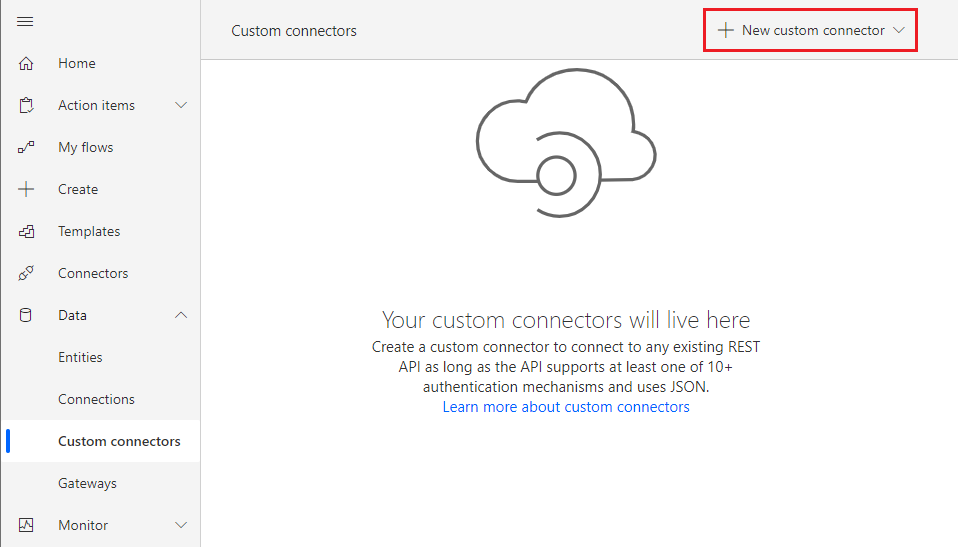 Custom connectors
New custom connector
Home
Action items
My flows
Create
Templates
Connectors
Data
Entities
Connections
Custom connectors
Gateways
Monitor
Your custom connectors will live here
Create a custom connector to connect to any existing REST
API as long as the API supports at least one of 10+
authentication mechanisms and uses JSON.
Learn more about custom connectors